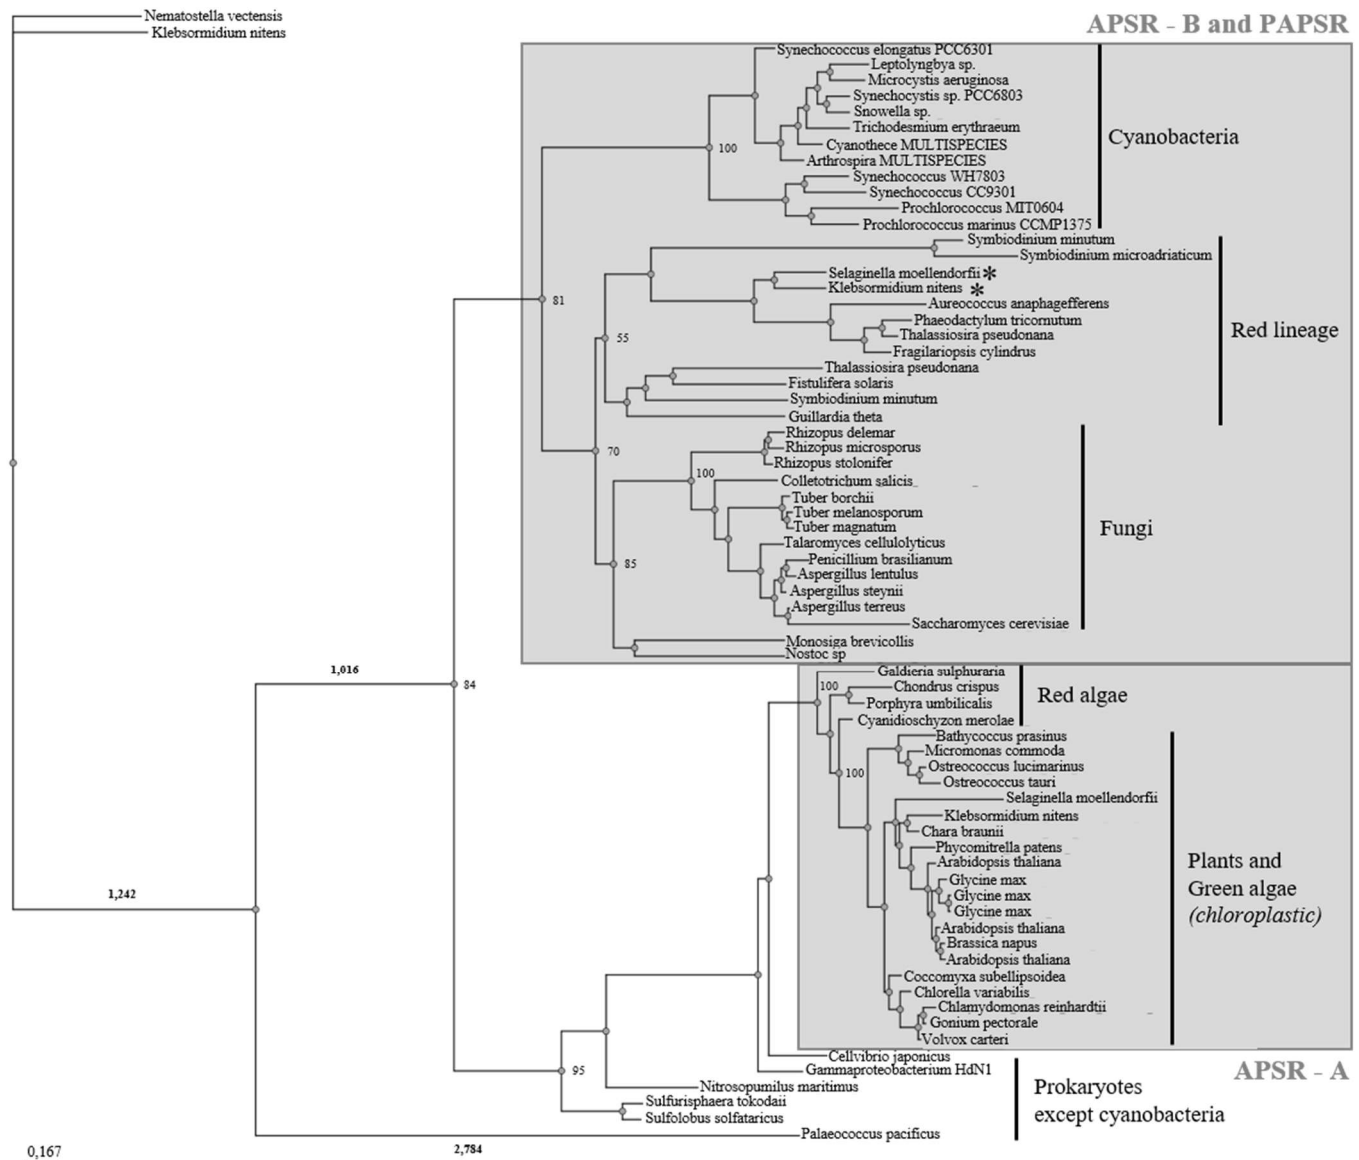 Nematostella vectensis
Klebsormidium nitens
APSR - B and PAPSR
Synechococcus elongatus PCC6301
Leptolyngbya sp.
Microcystis aeruginosa
Synechocystis sp. PCC6803
Snowella sp.
Trichodesmium erythraeum
Cyanobacteria
Cyanothece MULTISPECIES
100
Arthrospira MULTISPECIES
Synechococcus WH7803
Synechococcus CC9301
Prochlorococcus MIT0604
Prochlorococcus marinus CCMP1375
Symbiodinium minutum
Symbiodinium microadriaticum
Selaginella moellendorfii *
Klebsormidium nitens *
81
Aureococcus anaphagefferens
Phaeodactylum tricornutum
Red lineage
Thalassiosira pseudonana
55
Fragilariopsis cylindrus
Thalassiosira pseudonana
Fistulifera solaris
Symbiodinium minutum
Guillardia theta
Rhizopus delemar
Rhizopus microsporus
70
Rhizopus stolonifer
100
Colletotrichum salicis
Tuber borchii
Tuber melanosporum
Tuber magnatum
Fungi
Talaromyces cellulolyticus
Penicillium brasilianum
85
Aspergillus lentulus
Aspergillus steynii
Aspergillus terreus
Saccharomyces cerevisiae
Monosiga brevicollis
Nostoc sp
1,016
84
Galdieria sulphuraria
100
Chondrus crispus
Red algae
Porphyra umbilicalis
Cyanidioschyzon merolae
Bathycoccus prasinus
Micromonas commoda
Ostreococcus lucimarinus
100
Ostreococcus tauri
Selaginella moellendorfii
Klebsormidium nitens
Chara braunii
Phycomitrella patens
Arabidopsis thaliana
Plants and
Glycine max
Green algae
Glycine max
1,242
Glycine max
(chloroplastic)
Arabidopsis thaliana
Brassica napus
Arabidopsis thaliana
Coccomyxa subellipsoidea
Chlorella variabilis
Chlamydomonas reinhardtii
Gonium pectorale
Volvox carteri
Cellvibrio japonicus
95
Gammaproteobacterium HdN1
APSR - A
Nitrosopumilus maritimus
Prokaryotes
Sulfurisphaera tokodaii
except cyanobacteria
Sulfolobus solfataricus
Palaeococcus pacificus
0,167
2,784